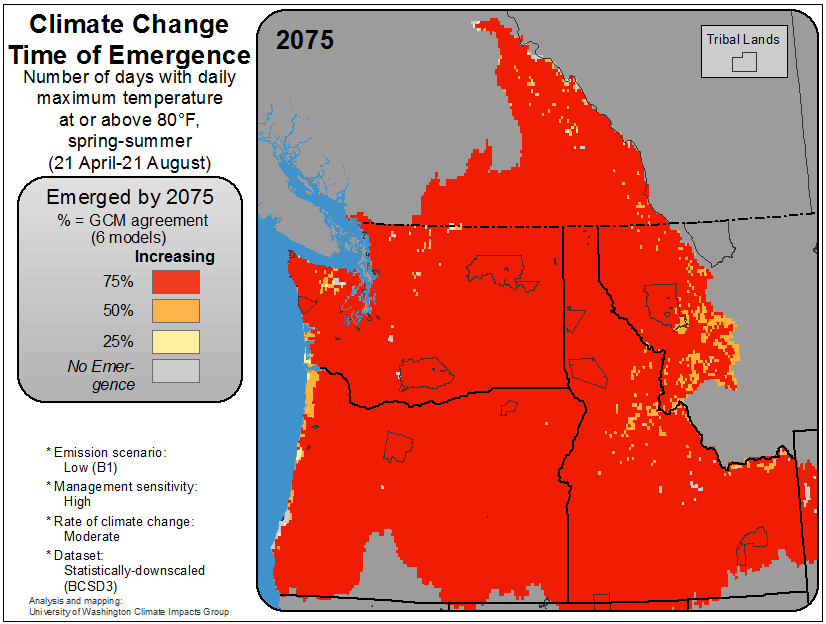 Climate Change
Time of Emergence
Number of days with daily
maximum temperature
at or above 80°F,
spring-summer
(21 April-21 August)
Emerged by 2075
% = GCM agreement
(6 models)
Increasing
75%
50%
25%
No Emer-
gence
* Emission scenario:
Low (B1)
* Management sensitivity:
High
* Rate of climate change:
Moderate
* Dataset:
Statistically-downscaled
(BCSD3)
Analysis and mapping:
University of Washington Climate Impacts Group
2075
Tribal Lands